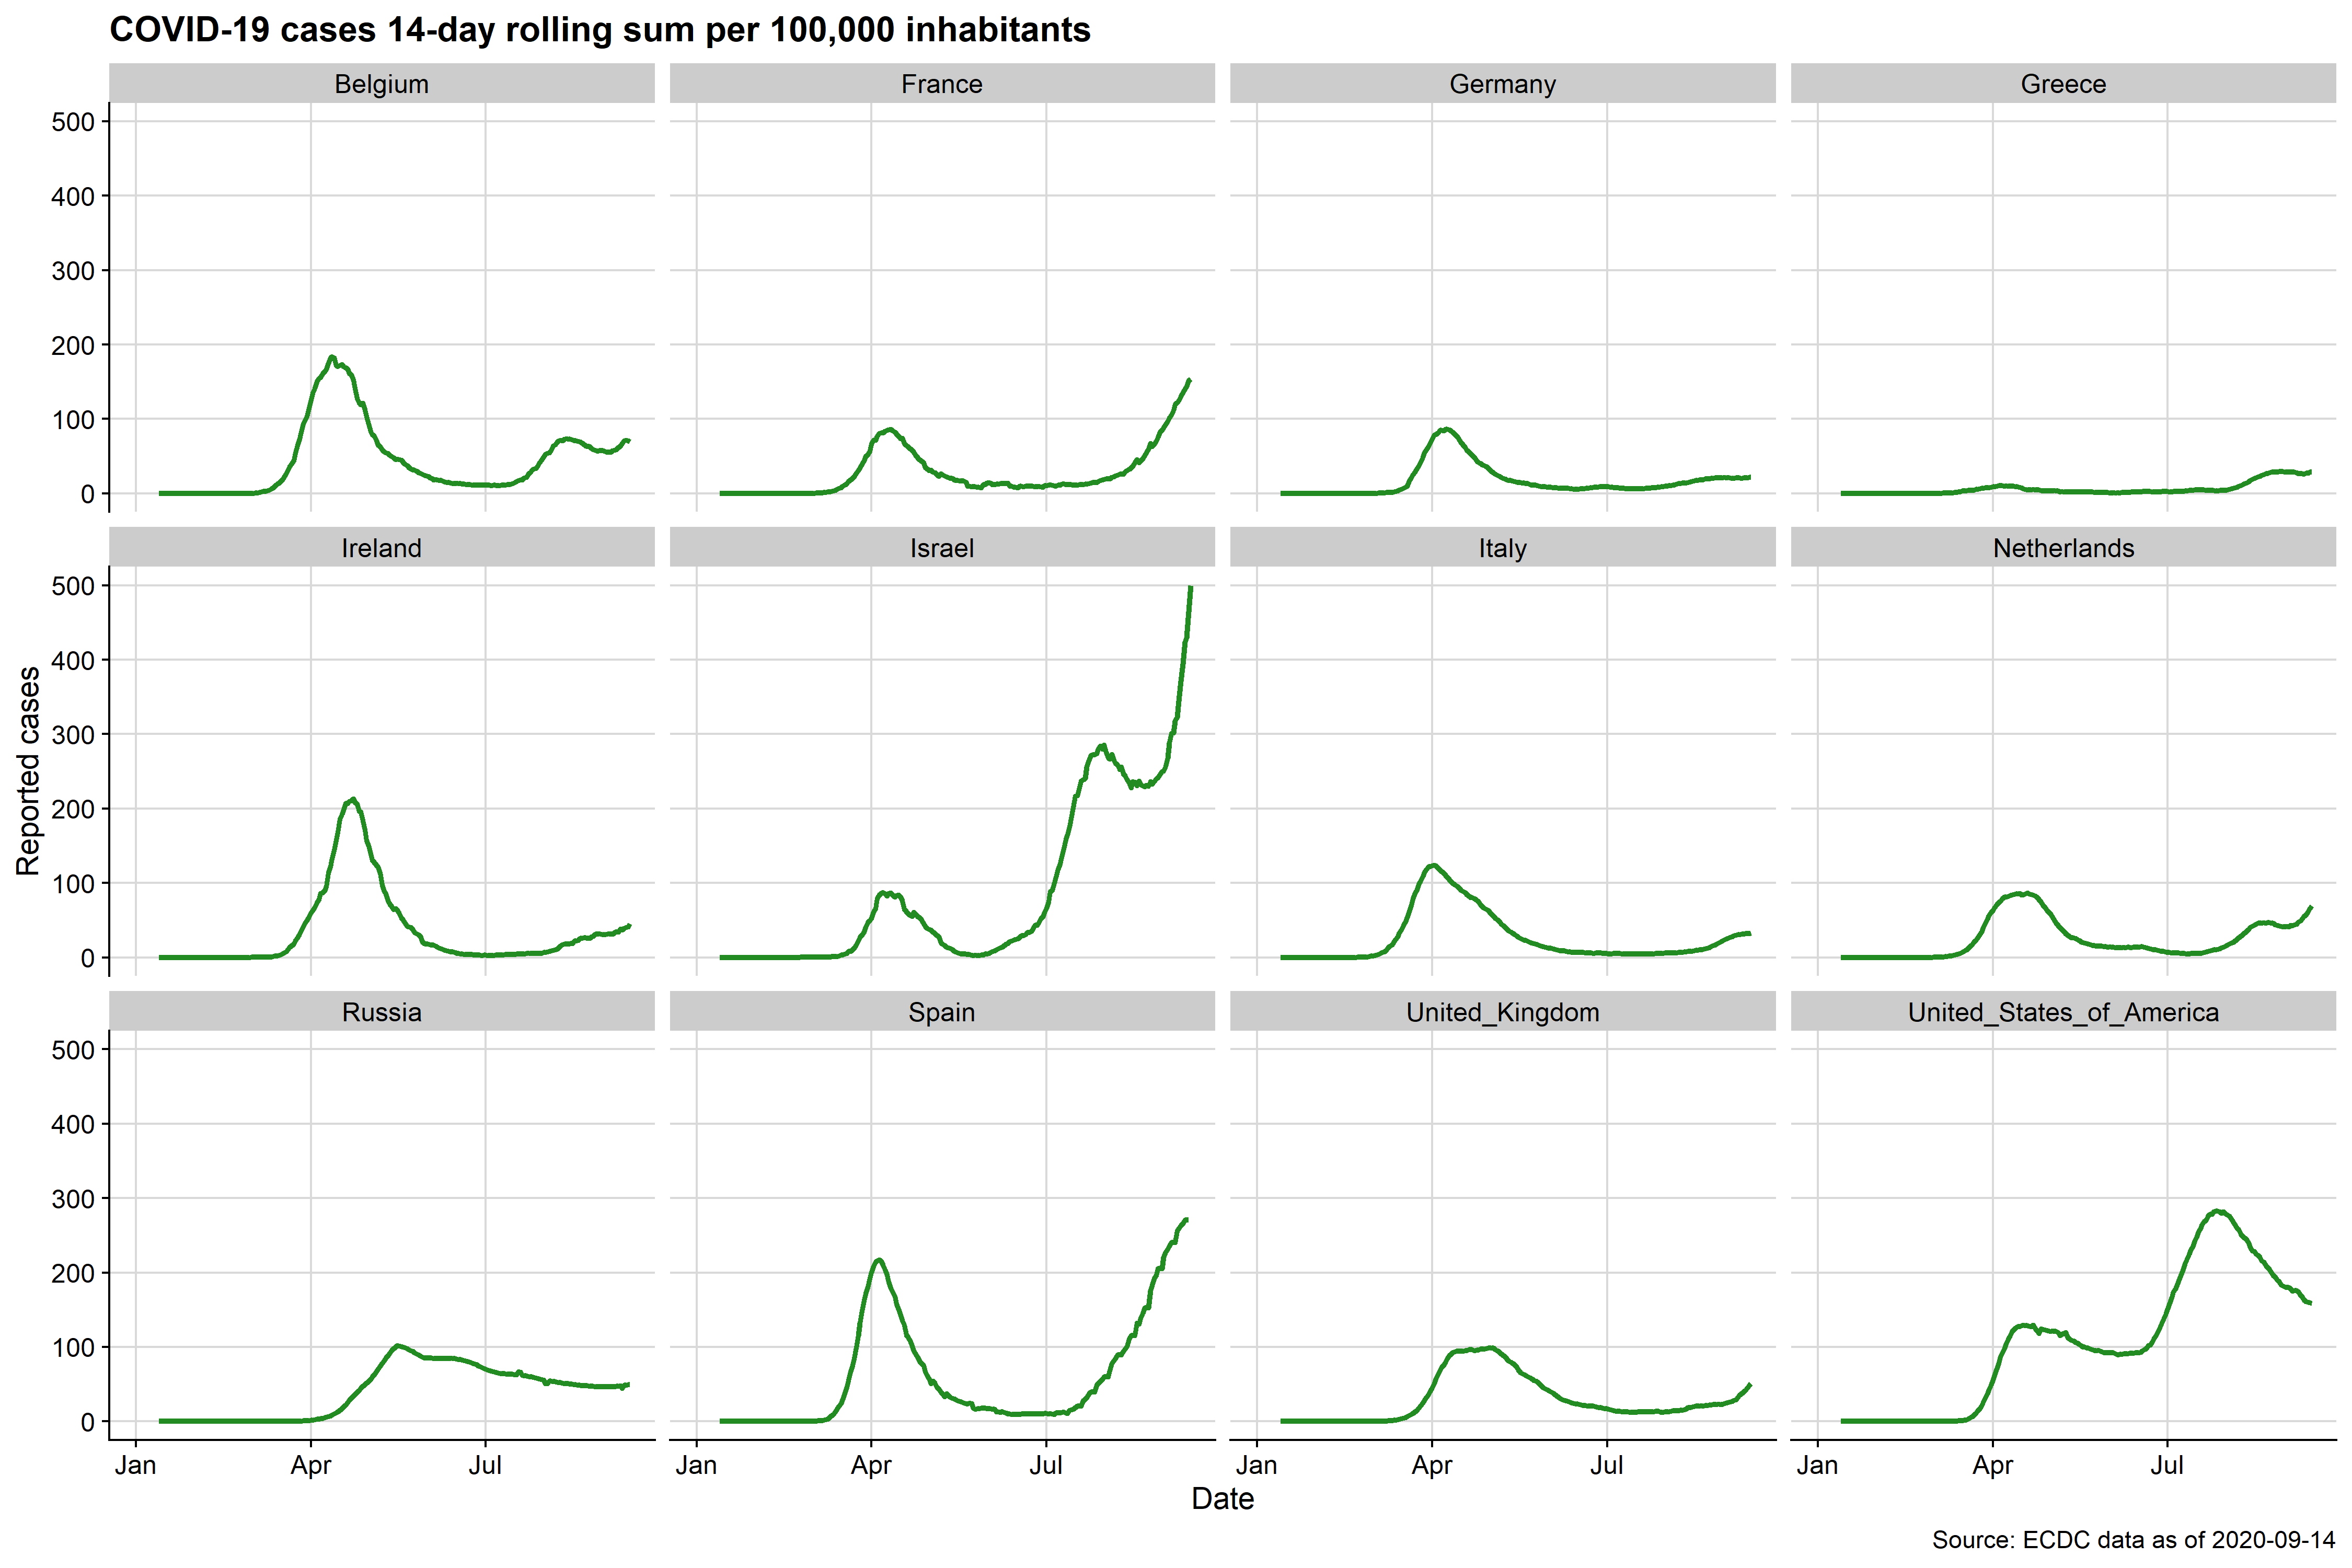 COVID-19 cases 14-day rolling sum per 100,000 inhabitants
Belgium
France
Germany
Greece
500
400
300
200
100
0
Ireland
Israel
Italy
Netherlands
500
400
300
200
100
0
Reported cases
Russia
Spain
United_Kingdom
United_States_of_America
500
400
300
200
100
0
Jan Apr Jul
Jan Apr Jul
Jan Apr Jul
Jan Apr Jul
Date
Source: ECDC data as of 2020-09-14